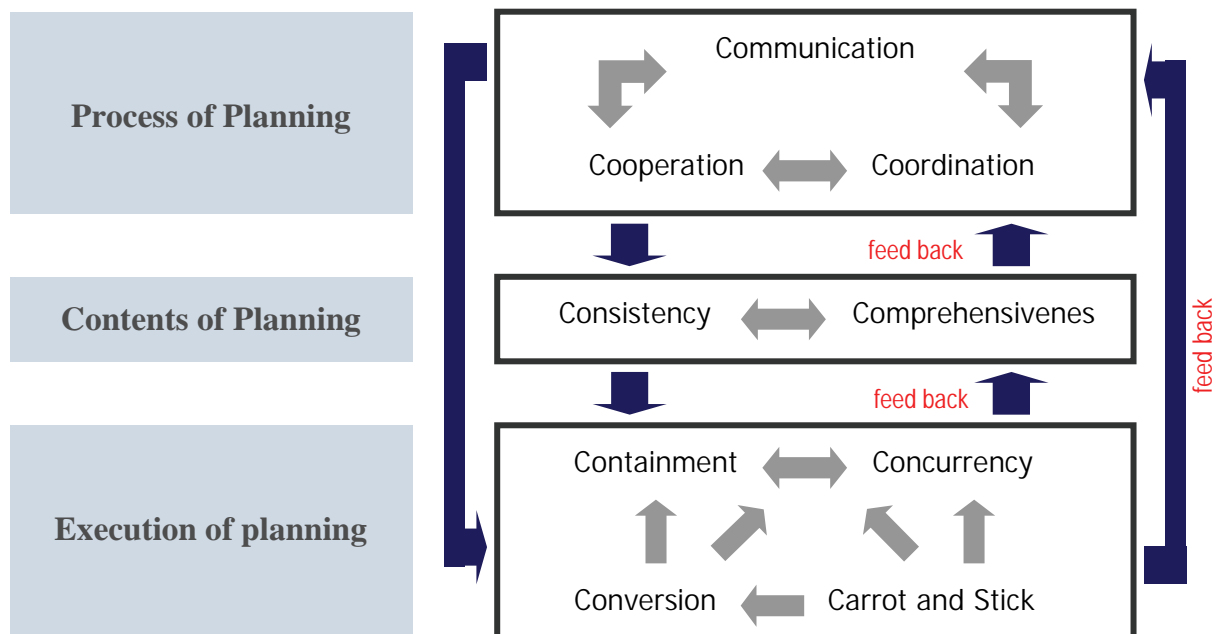 Process of Planning
Communication
Cooperation
Coordination
feed back
Contents of Planning
Consistency
Comprehensivenes
feed back
feed back
Execution of planning
Containment
Concurrency
Conversion
Carrot and Stick